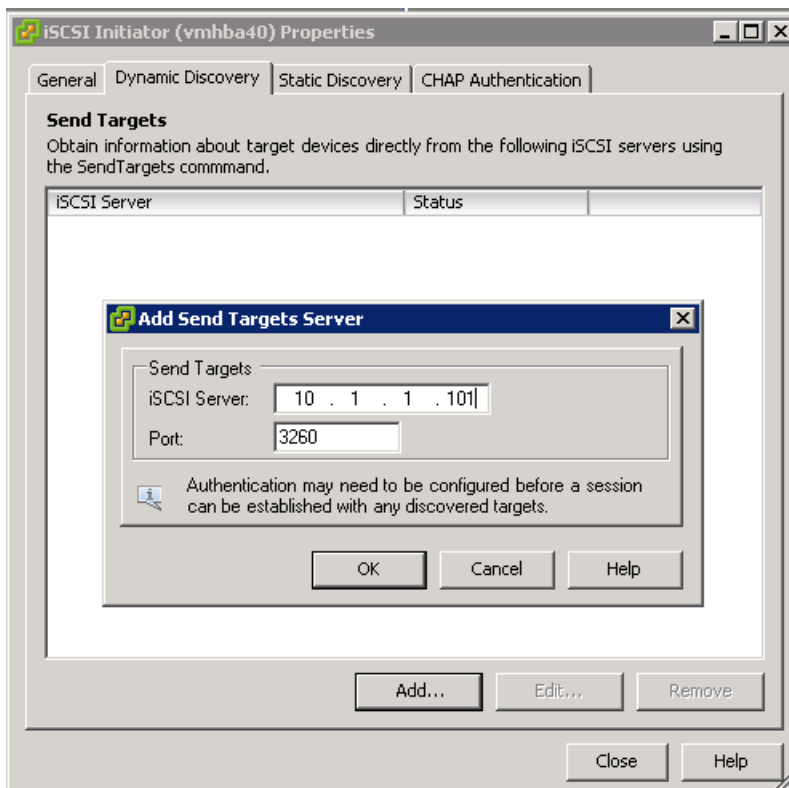 iSCSI Initiator (vmhba40) Properties
General Dynamic Discovery Static Discovery CHAP Authentication
Send Targets
Obtain information about target devices directly from the following iSCSI servers using
the SendTargets commmand.
iSCSI Server Status
Add Send Targets Server
Send Targets
iSCSI Server: 10 . 1 . 1 . 101
Port: 3260
Authentication may need to be configured before a session
can be established with any discovered targets.
OK Cancel Help
Add... Edit... Remove
Close Help